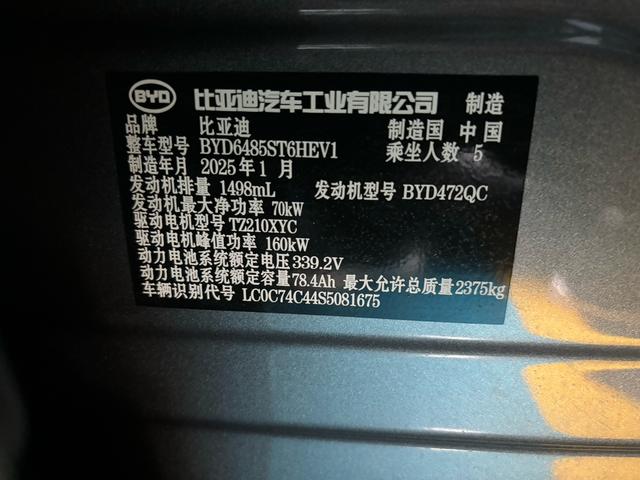 BYD 比亚迪汽车工业有限公司 制造
品牌 比亚迪 制造国 中国
整车型号 BYD6485ST6HEV1 乘坐人数 5
制造年月 2025年1月
发动机排量 1498mL 发动机型号 BYD472QC
发动机最大净功率 70kW
驱动电机型号 TZ210XYC
驱动电机峰值功率 160kW
动力电池系统额定电压 339.2V
动力电池系统额定容量 78.4Ah 最大允许总质量 2375kg
车辆识别代号 LC0C74C44S5081675